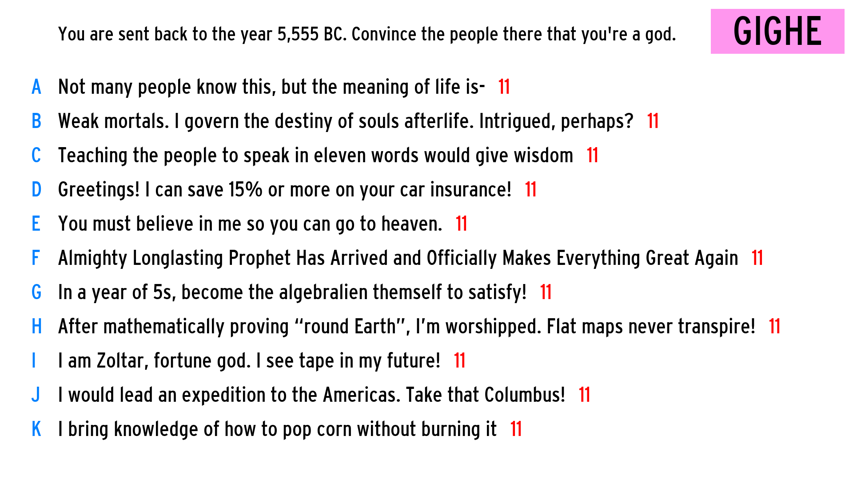 You are sent back to the year 5,555 BC. Convince the people there that you're a god.
GIGHE
A Not many people know this, but the meaning of life is- 11
B Weak mortals. I govern the destiny of souls afterlife. Intrigued, perhaps? 11
C Teaching the people to speak in eleven words would give wisdom 11
D Greetings! I can save 15% or more on your car insurance! 11
E You must believe in me so you can go to heaven. 11
F Almighty Longlasting Prophet Has Arrived and Officially Makes Everything Great Again 11
G In a year of 5s, become the algebralien themself to satisfy! 11
H After mathematically proving “round Earth”, I’m worshipped. Flat maps never transpire! 11
I I am Zoltar, fortune god. I see tape in my future! 11
J I would lead an expedition to the Americas. Take that Columbus! 11
K I bring knowledge of how to pop corn without burning it 11